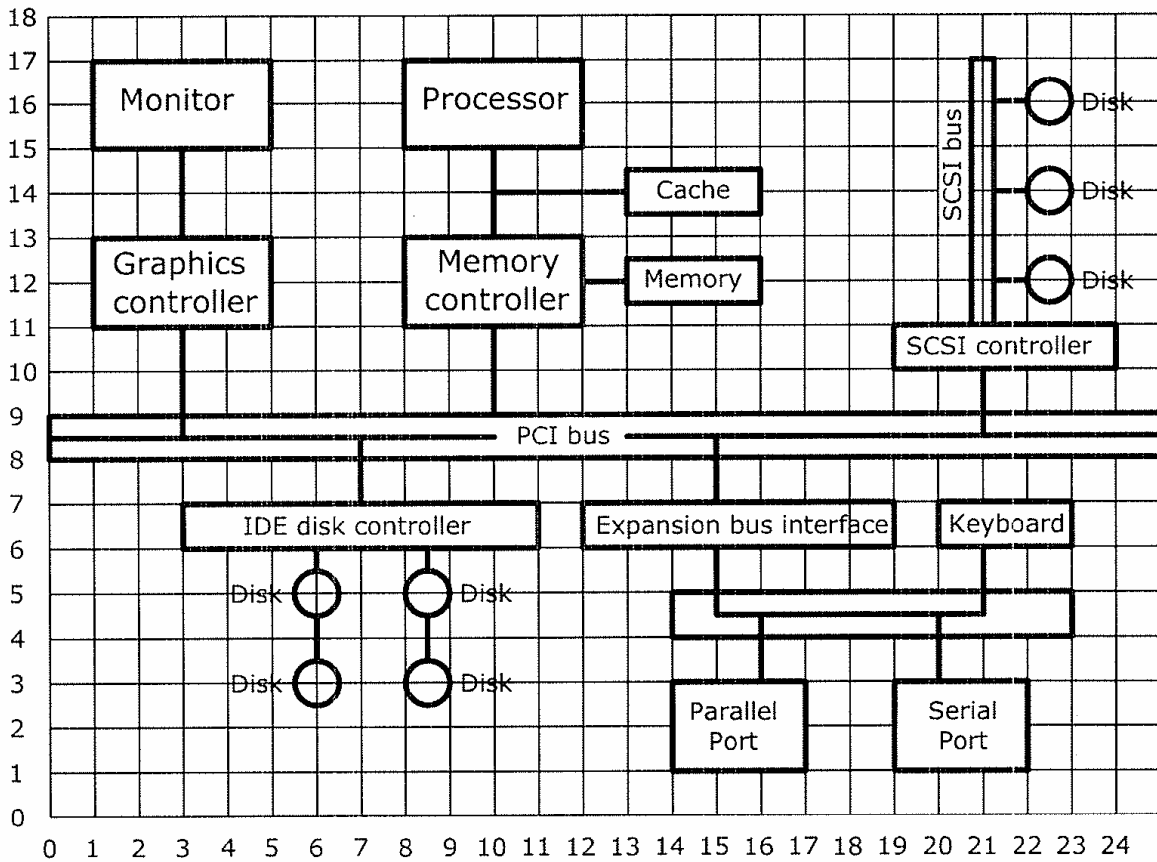 18
17
Monitor
Processor
16
Disk
15
SCSI bus
14
Cache
Disk
13
Graphics
controller
Memory
controller
12
Memory
Disk
11
SCSI controller
10
9
PCI bus
8
7
IDE disk controller
Expansion bus interface
Keyboard
6
5
Disk
Disk
4
3
Disk
Disk
Parallel
Port
Serial
Port
2
1
0
0 1 2 3 4 5 6 7 8 9 10 11 12 13 14 15 16 17 18 19 20 21 22 23 24